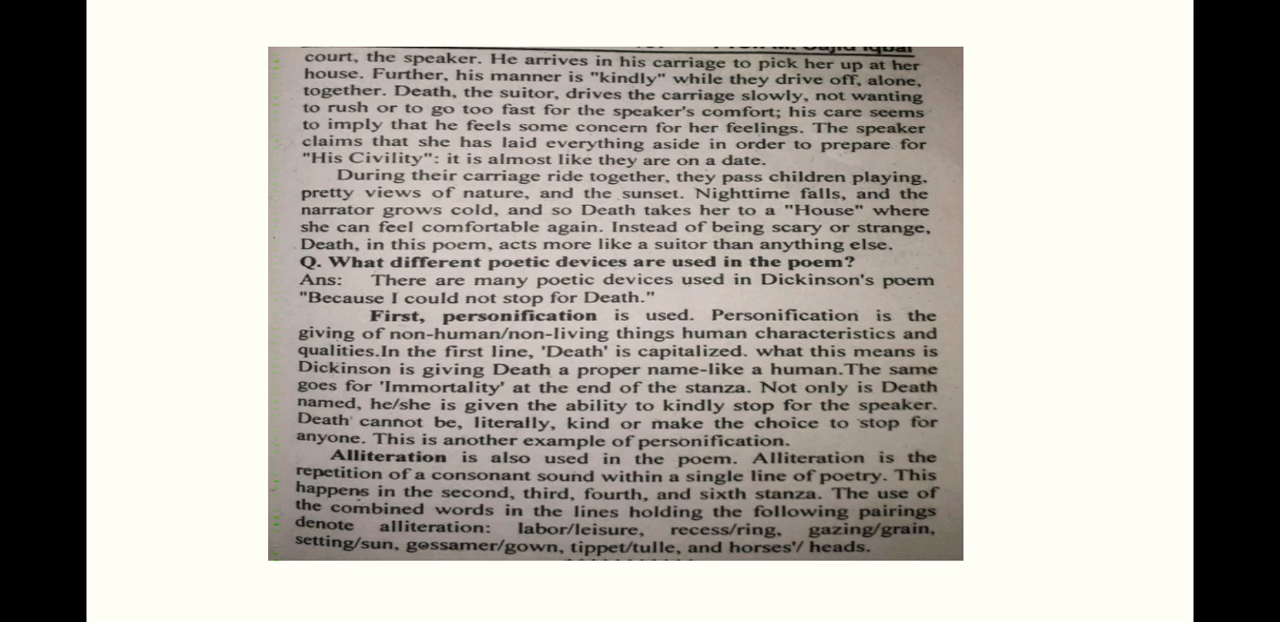 court, the speaker. He arrives in his carriage to pick her up at her
house. Further, his manner is "kindly" while they drive off, alone,
together. Death, the suitor, drives the carriage slowly, not wanting
to rush or to go too fast for the speaker's comfort; his care seems
to imply that he feels some concern for her feelings. The speaker
claims that she has laid everything aside in order to prepare for
"His Civility": it is almost like they are on a date.
During their carriage ride together, they pass children playing,
pretty views of nature, and the sunset. Nighttime falls, and the
narrator grows cold, and so Death takes her to a "House" where
she can feel comfortable again. Instead of being scary or strange,
Death, in this poem, acts more like a suitor than anything else.
Q. What different poetic devices are used in the poem?
Ans: There are many poetic devices used in Dickinson's poem
"Because I could not stop for Death."
First, personification is used. Personification is the
giving of non-human/non-living things human characteristics and
qualities.In the first line, 'Death' is capitalized. what this means is
Dickinson is giving Death a proper name-like a human.The same
goes for 'Immortality' at the end of the stanza. Not only is Death
named, he/she is given the ability to kindly stop for the speaker.
Death cannot be, literally, kind or make the choice to stop for
anyone. This is another example of personification.
Alliteration is also used in the poem. Alliteration is the
repetition of a consonant sound within a single line of poetry. This
happens in the second, third, fourth, and sixth stanza. The use of
the combined words in the lines holding the following pairings
denote alliteration: labor/leisure, recess/ring, gazing/grain,
setting/sun, gossamer/gown, tippet/tulle, and horses'/ heads.